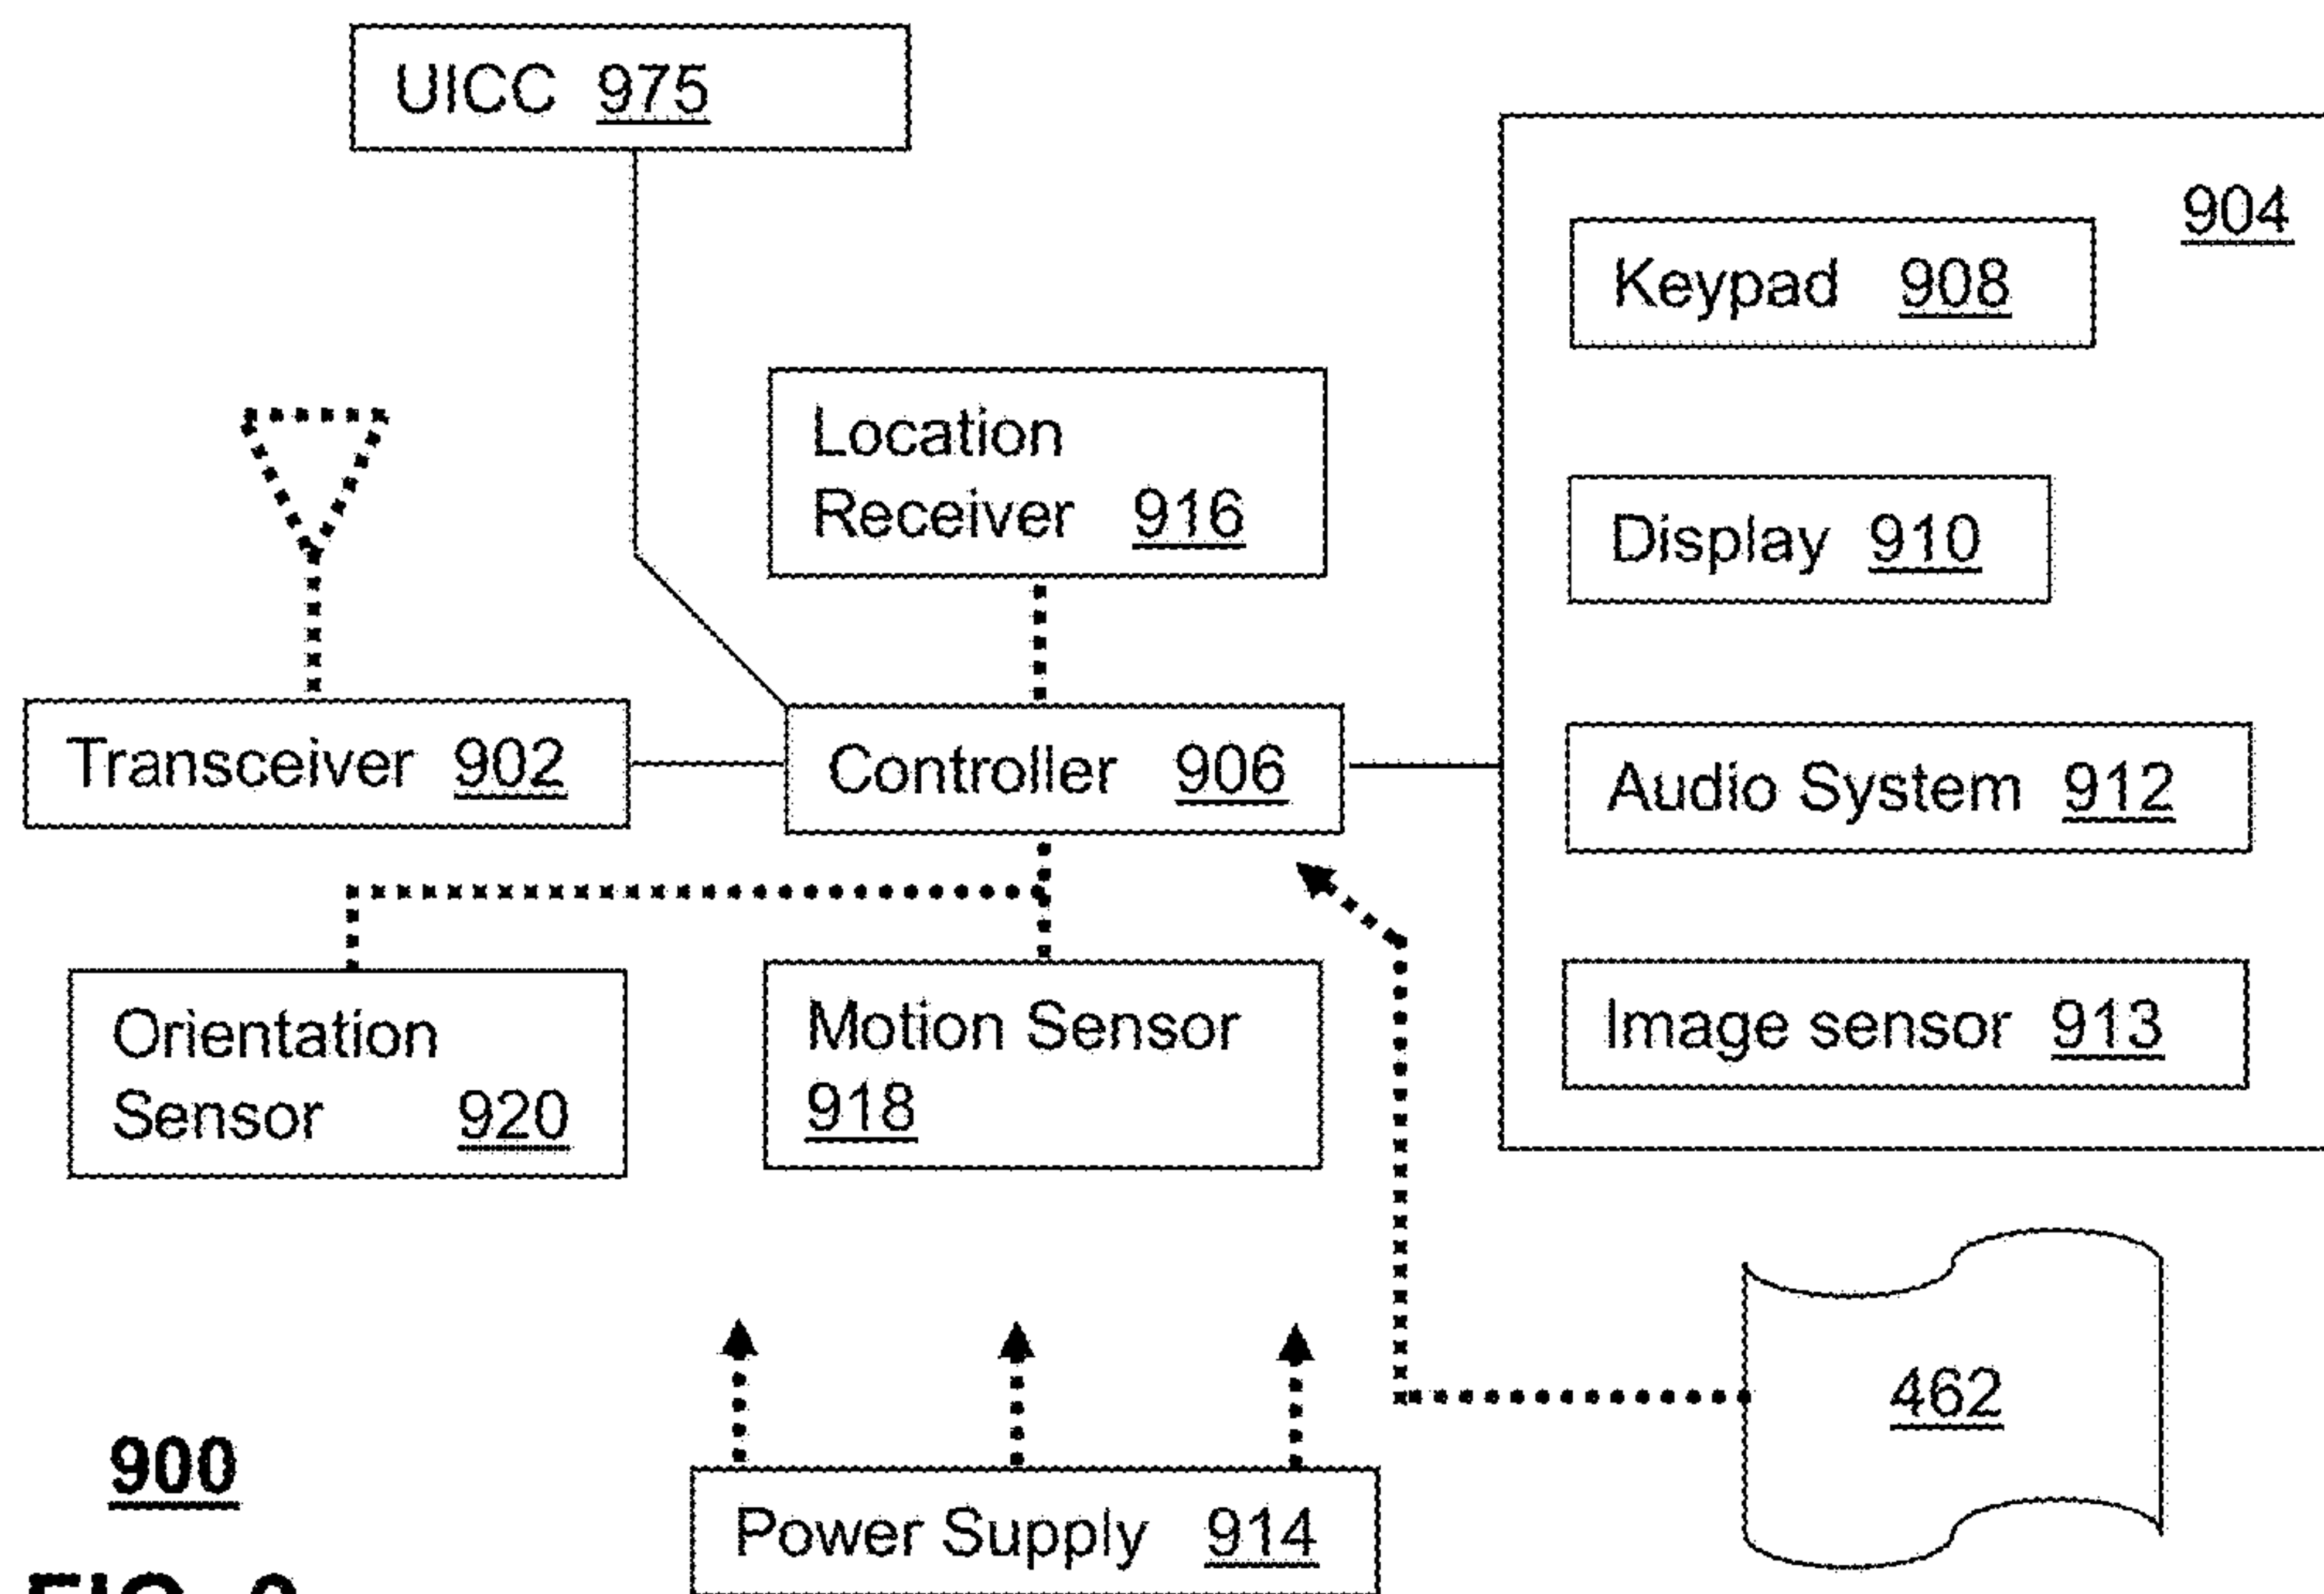 UICC 975
904
Keypad 908
Location
Receiver 916
Display 910
Transceiver 902
Controller 906
Audio System 912
Orientation
Sensor 920
Motion Sensor
918
Image sensor 913
462
900
Power Supply 914